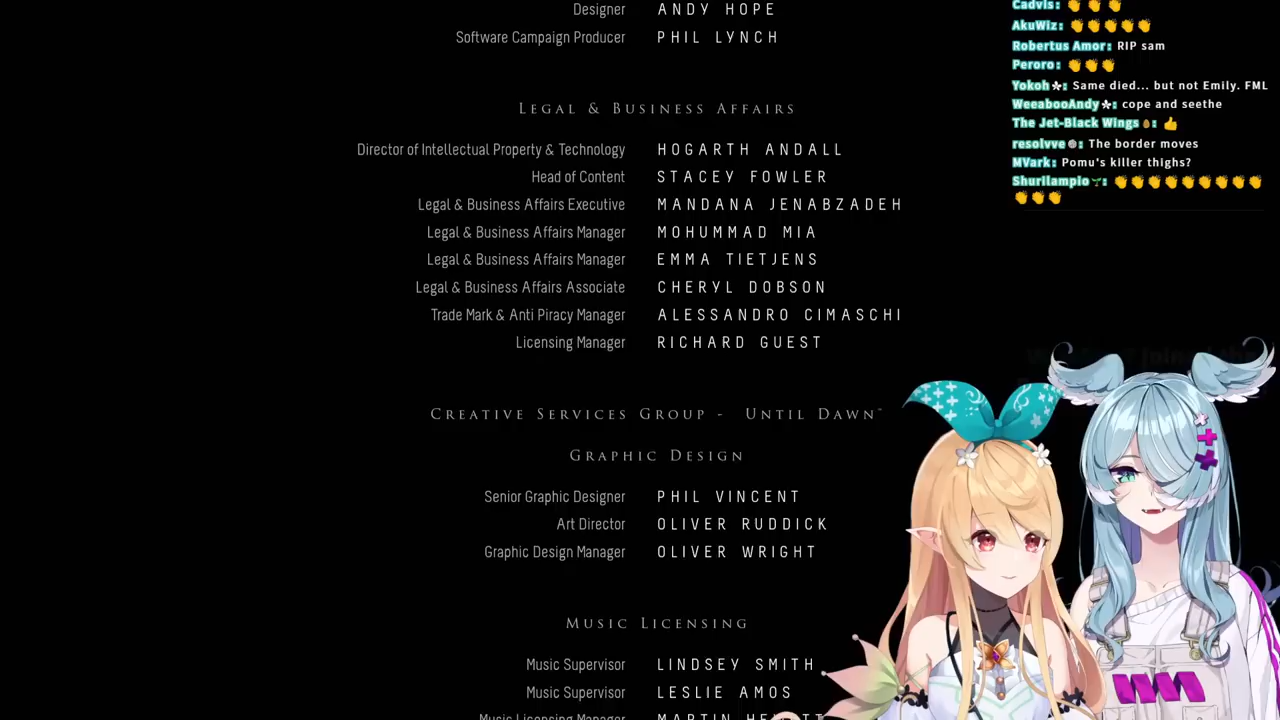 Designer ANDY HOPE
Software Campaign Producer PHIL LYNCH
LEGAL & BUSINESS AFFAIRS
Director of Intellectual Property & Technology HOGARTH ANDALL
Head of Content STACEY FOWLER
Legal & Business Affairs Executive MANDANA JENABZADEH
Legal & Business Affairs Manager MOHUMMAD MIA
Legal & Business Affairs Manager EMMA TIETJENS
Legal & Business Affairs Associate CHERYL DOBSON
Trade Mark & Anti Piracy Manager ALESSANDRO CIMASCHI
Licensing Manager RICHARD GUEST
CREATIVE SERVICES GROUP - UNTIL DAWN™
GRAPHIC DESIGN
Senior Graphic Designer PHIL VINCENT
Art Director OLIVER RUDDICK
Graphic Design Manager OLIVER WRIGHT
MUSIC LICENSING
Music Supervisor LINDSEY SMITH
Music Supervisor LESLIE AMOS
Music Licensing Manager MARTIN
Cadvis: 👏 👏 👏
AkuWiz: 👏👏👏👏👏
Robertus Amor: RIP sam
Peroro: 👏👏👏
Yokoh: Same died... but not Emily. FML
WeeabooAndy: cope and seethe
The Jet-Black Wings: 👍
resolvve: The border moves
MVark: Pomu's killer thighs?
Shurilampio: 👏👏👏👏👏👏👏👏👏
👏👏👏